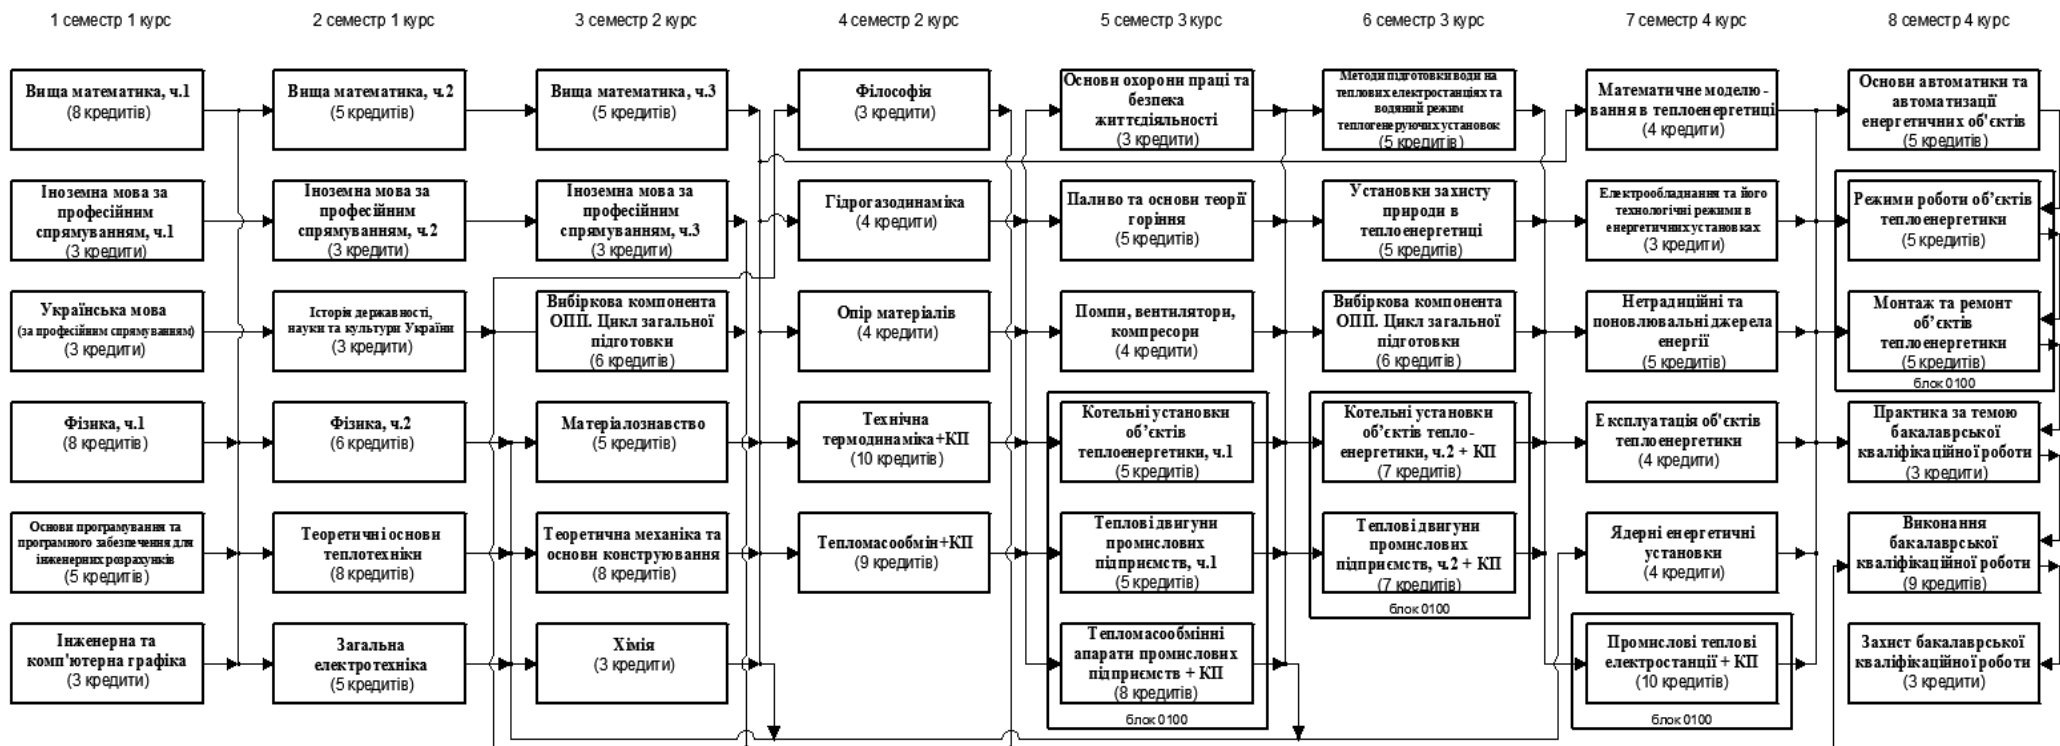 1 семестр 1 курс
2 семестр 1 курс
3 семестр 2 курс
4 семестр 2 курс
5 семестр 3 курс
6 семестр 3 курс
7 семестр 4 курс
8 семестр 4 курс
Вища математика, ч.1
(8 кредитів)
Вища математика, ч.2
(5 кредитів)
Вища математика, ч.3
(5 кредитів)
Філософія
(3 кредити)
Основи охорони праці та
безпека
життєдіяльності
(3 кредити)
Методи підготовки води на
теплових електростанціях та
водяний режим
теплогенеруючих установок
(5 кредитів)
Математичне моделю -
вання в теплоенергетиці
(4 кредити)
Основи автоматики та
автоматизації
енергетичних об'єктів
(5 кредитів)
Іноземна мова за
професійним
спрямуванням, ч.1
(3 кредити)
Іноземна мова за
професійним
спрямуванням, ч.2
(3 кредити)
Іноземна мова за
професійним
спрямуванням, ч.3
(3 кредити)
Гідрогазодинаміка
(4 кредити)
Паливо та основи теорії
горіння
(5 кредитів)
Установки захисту
природи в
теплоенергетиці
(5 кредитів)
Електрообладнання та його
технологічні режими в
енергетичних установках
(3 кредити)
Режими роботи об'єктів
теплоенергетики
(5 кредитів)
Українська мова
(за професійним спрямуванням)
(3 кредити)
Історія державності,
науки та культури України
(3 кредити)
Вибіркова компонента
ОПП. Цикл загальної
підготовки
(6 кредитів)
Опір матеріалів
(4 кредити)
Помпи, вентилятори,
компресори
(4 кредити)
Вибіркова компонента
ОПП. Цикл загальної
підготовки
(6 кредитів)
Нетрадиційні та
поновлювальні джерела
енергії
(5 кредитів)
Монтаж та ремонт
об'єктів
теплоенергетики
(5 кредитів)
блок 0100
Фізика, ч.1
(8 кредитів)
Фізика, ч.2
(6 кредитів)
Матеріалознавство
(5 кредитів)
Технічна
термодинаміка+КП
(10 кредитів)
Котельні установки
об'єктів
теплоенергетики, ч.1
(5 кредитів)
Котельні установки
об'єктів тепло-
енергетики, ч.2 + КП
(7 кредитів)
Експлуатація об'єктів
теплоенергетики
(4 кредити)
Практика за темою
бакалаврської
кваліфікаційної роботи
(3 кредити)
Основи програмування та
програмного забезпечення для
інженерних розрахунків
(5 кредитів)
Теоретичні основи
теплотехніки
(8 кредитів)
Теоретична механіка та
основи конструювання
(8 кредитів)
Тепломасообмін+КП
(9 кредитів)
Теплові двигуни
промислових
підприємств, ч.1
(5 кредитів)
Теплові двигуни
промислових
підприємств, ч.2 + КП
(7 кредитів)
блок 0100
Ядерні енергетичні
установки
(4 кредити)
Виконання
бакалаврської
кваліфікаційної роботи
(9 кредитів)
Інженерна та
комп'ютерна графіка
(3 кредити)
Загальна
електротехніка
(5 кредитів)
Хімія
(3 кредити)
Тепломасообмінні
апарати промислових
підприємств + КП
(8 кредитів)
блок 0100
Промислові теплові
електростанції + КП
(10 кредитів)
блок 0100
Захист бакалаврської
кваліфікаційної роботи
(3 кредити)